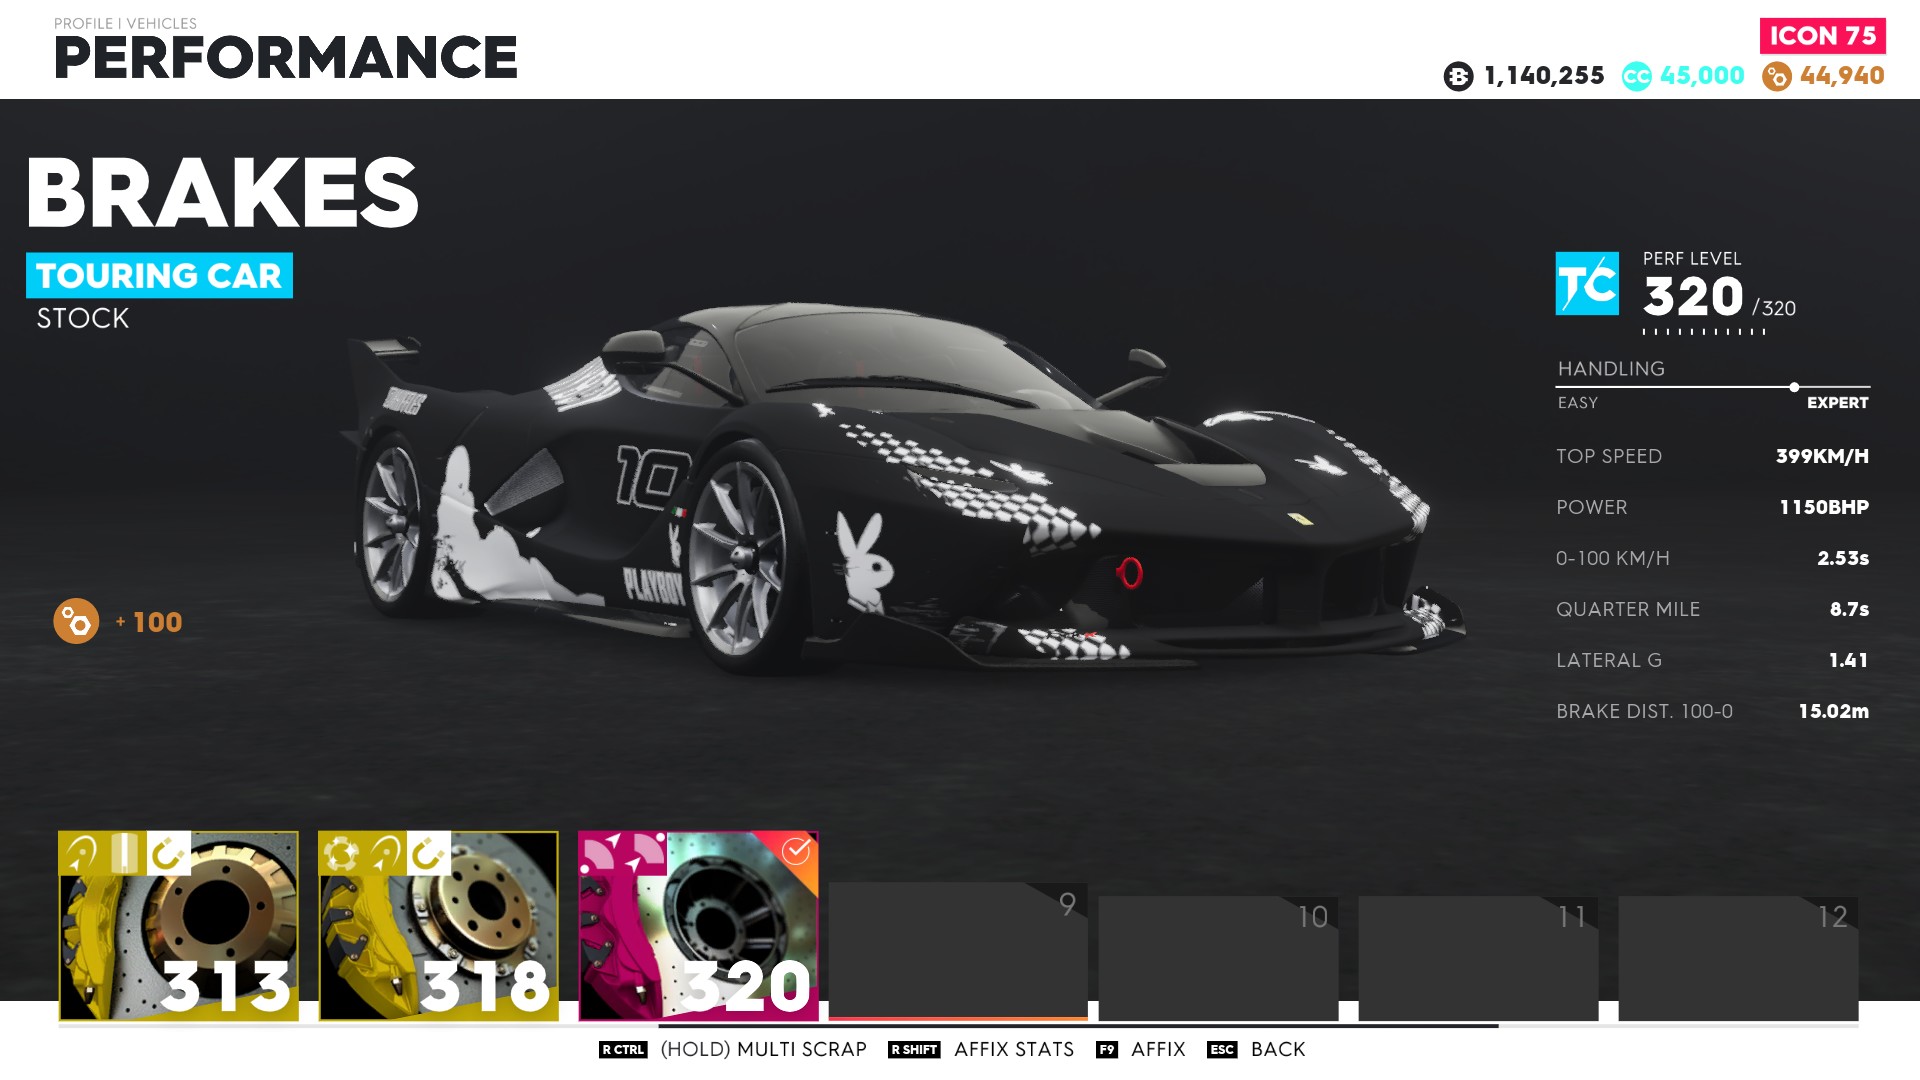 PROFILE | VEHICLES
PERFORMANCE
ICON 75
1,140,255 CC 45,000 44,940
BRAKES
TOURING CAR
STOCK
TC
PERF LEVEL
320 /320
HANDLING
EASY EXPERT
TOP SPEED 399KM/H
POWER 1150BHP
0-100 KM/H 2.53s
QUARTER MILE 8.7s
LATERAL G 1.41
BRAKE DIST. 100-0 15.02m
10
PLAYBOY
+ 100
313
318
320
9
10
11
12
R CTRL (HOLD) MULTI SCRAP R SHIFT AFFIX STATS F9 AFFIX ESC BACK